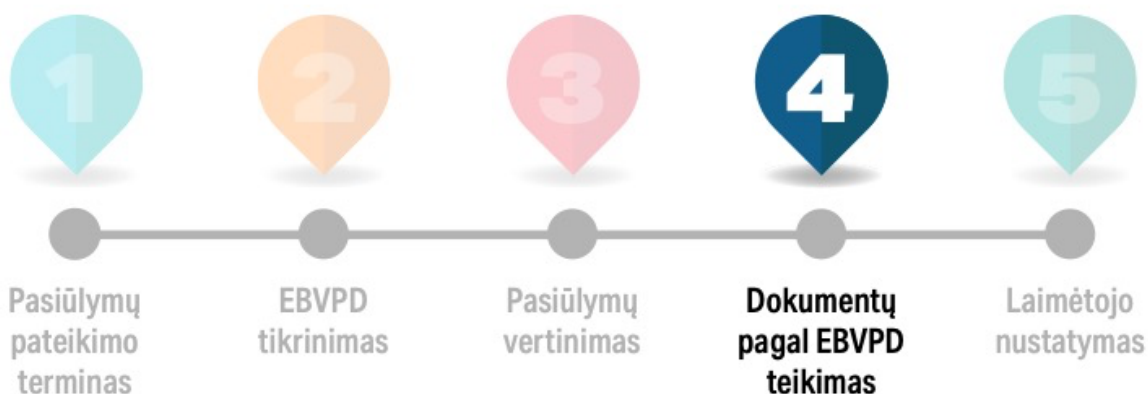 1
2
3
4
5
Pasiūlymų
pateikimo
terminas
EBVPD
tikrinimas
Pasiūlymų
vertinimas
Dokumentų
pagal EBVPD
teikimas
Laimėtojo
nustatymas